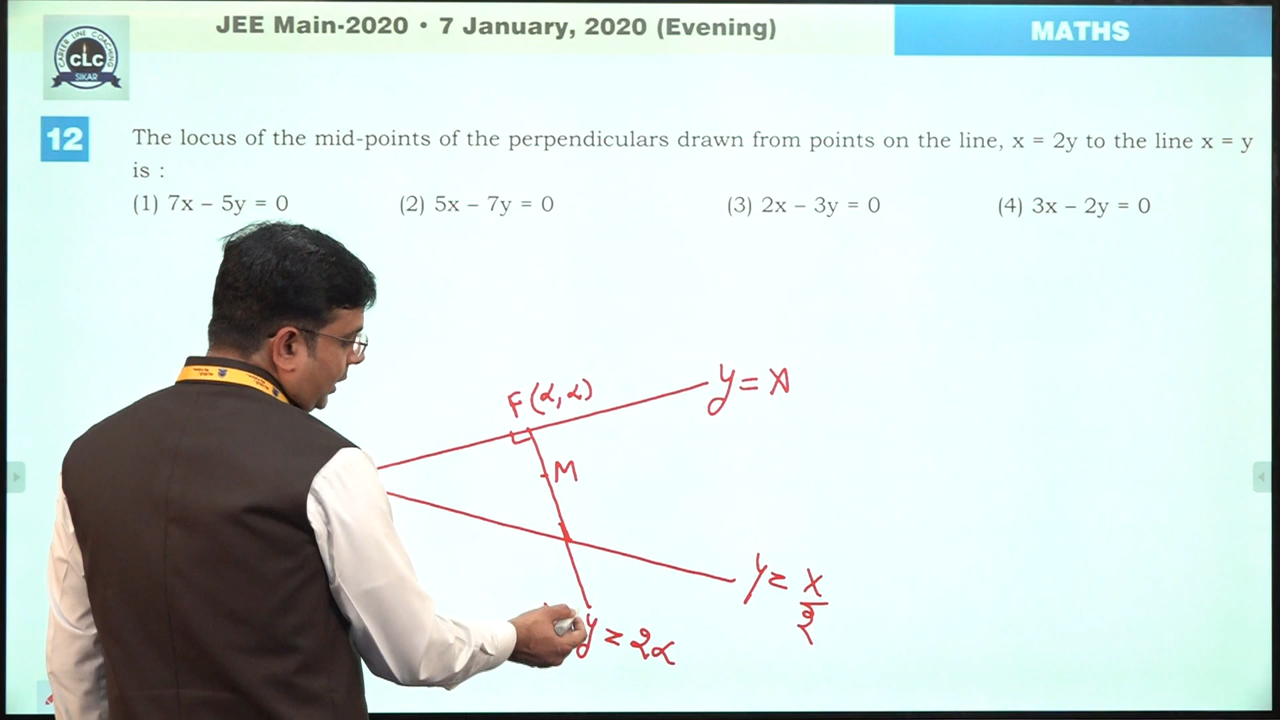 JEE Main-2020 • 7 January, 2020 (Evening)
MATHS
CAREER LINE COACHING
CLC
SIKAR
12
The locus of the mid-points of the perpendiculars drawn from points on the line, x = 2y to the line x = y
is :
(1) 7x – 5y = 0 (2) 5x – 7y = 0 (3) 2x – 3y = 0 (4) 3x – 2y = 0
F(α,α)
y = x
M
y = x/2
y = 2α